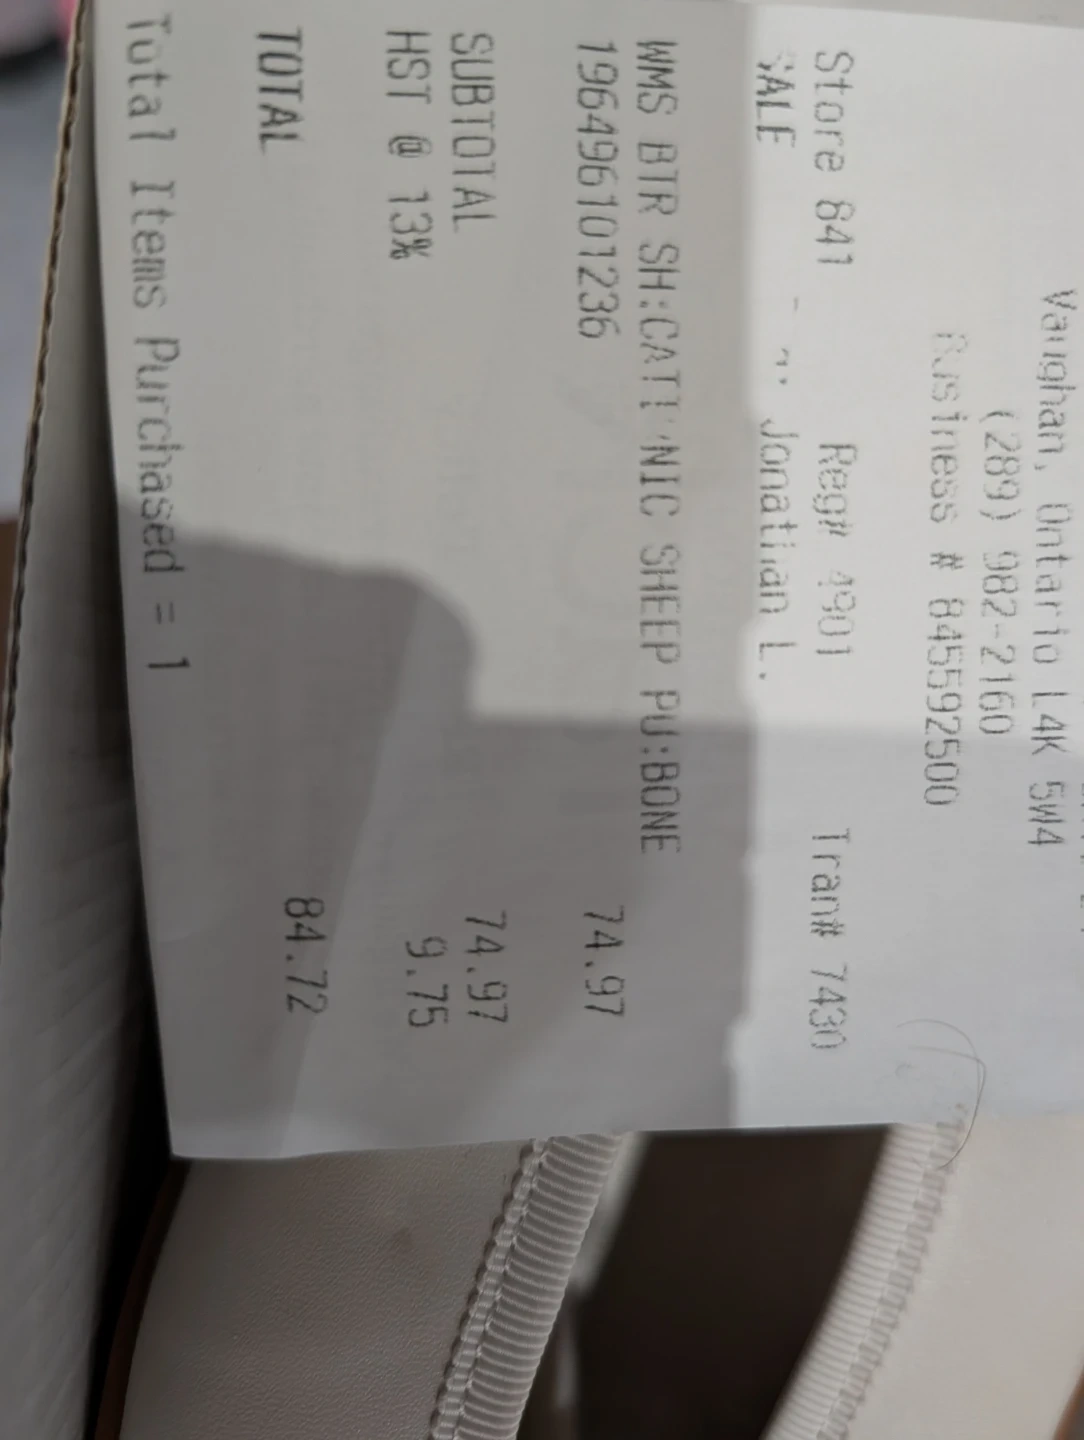 Vaughan, Ontario L4K 5W4
(289) 982-2160
Business # 845592500
Store 841 Reg# 4901 Tran# 7430
SALE Jonathan L.
WMS BTR SH:CATT'NIC SHEEP PU:BONE
196496101236 74.97
SUBTOTAL 74.97
HST @ 13% 9.75
TOTAL 84.72
Total Items Purchased = 1